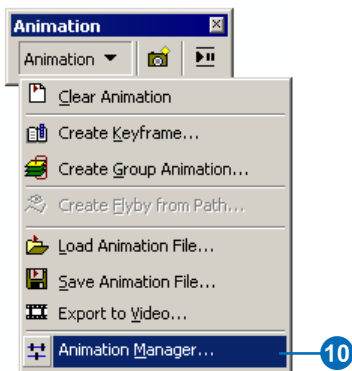 Animation
Animation
Clear Animation
Create Keyframe...
Create Group Animation...
Create Flyby from Path...
Load Animation File...
Save Animation File...
Export to Video...
Animation Manager...
10